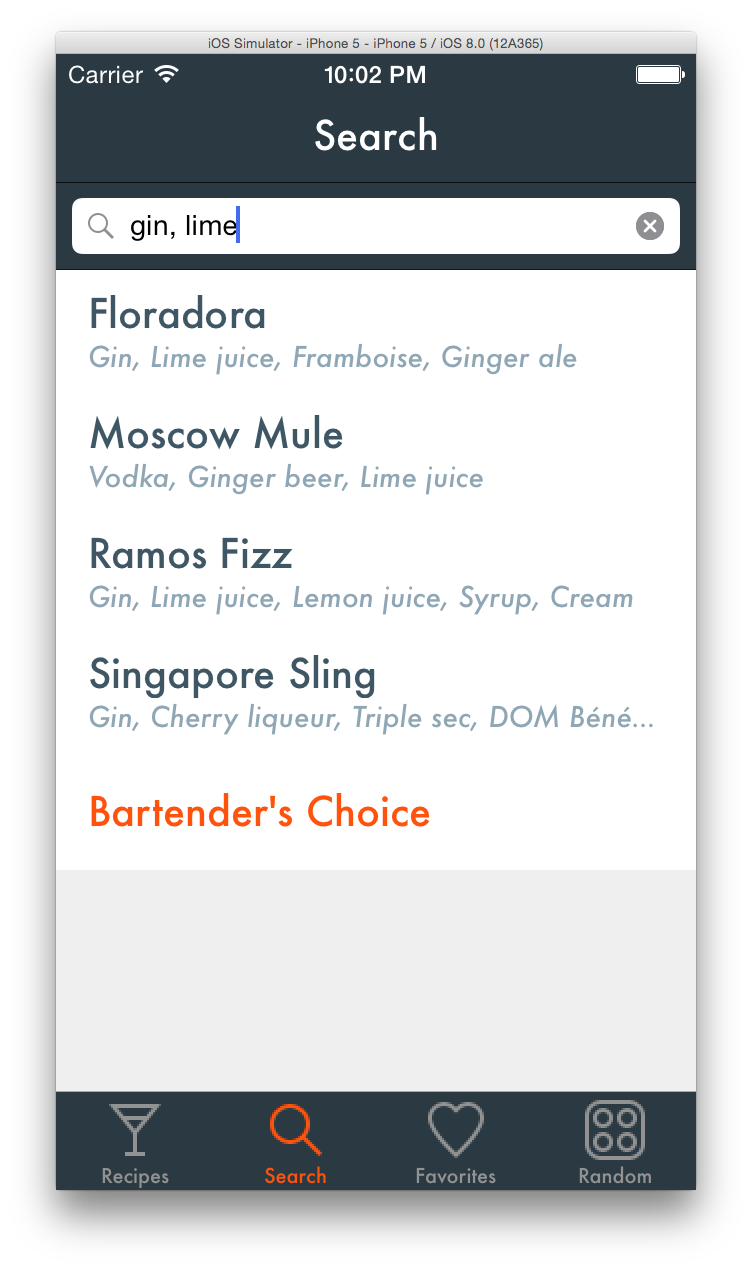 iOS Simulator - iPhone 5 - iPhone 5 / iOS 8.0 (12A365)
Carrier 10:02 PM
Search
gin, lime
Floradora
Gin, Lime juice, Framboise, Ginger ale
Moscow Mule
Vodka, Ginger beer, Lime juice
Ramos Fizz
Gin, Lime juice, Lemon juice, Syrup, Cream
Singapore Sling
Gin, Cherry liqueur, Triple sec, DOM Béné...
Bartender's Choice
Recipes Search Favorites Random